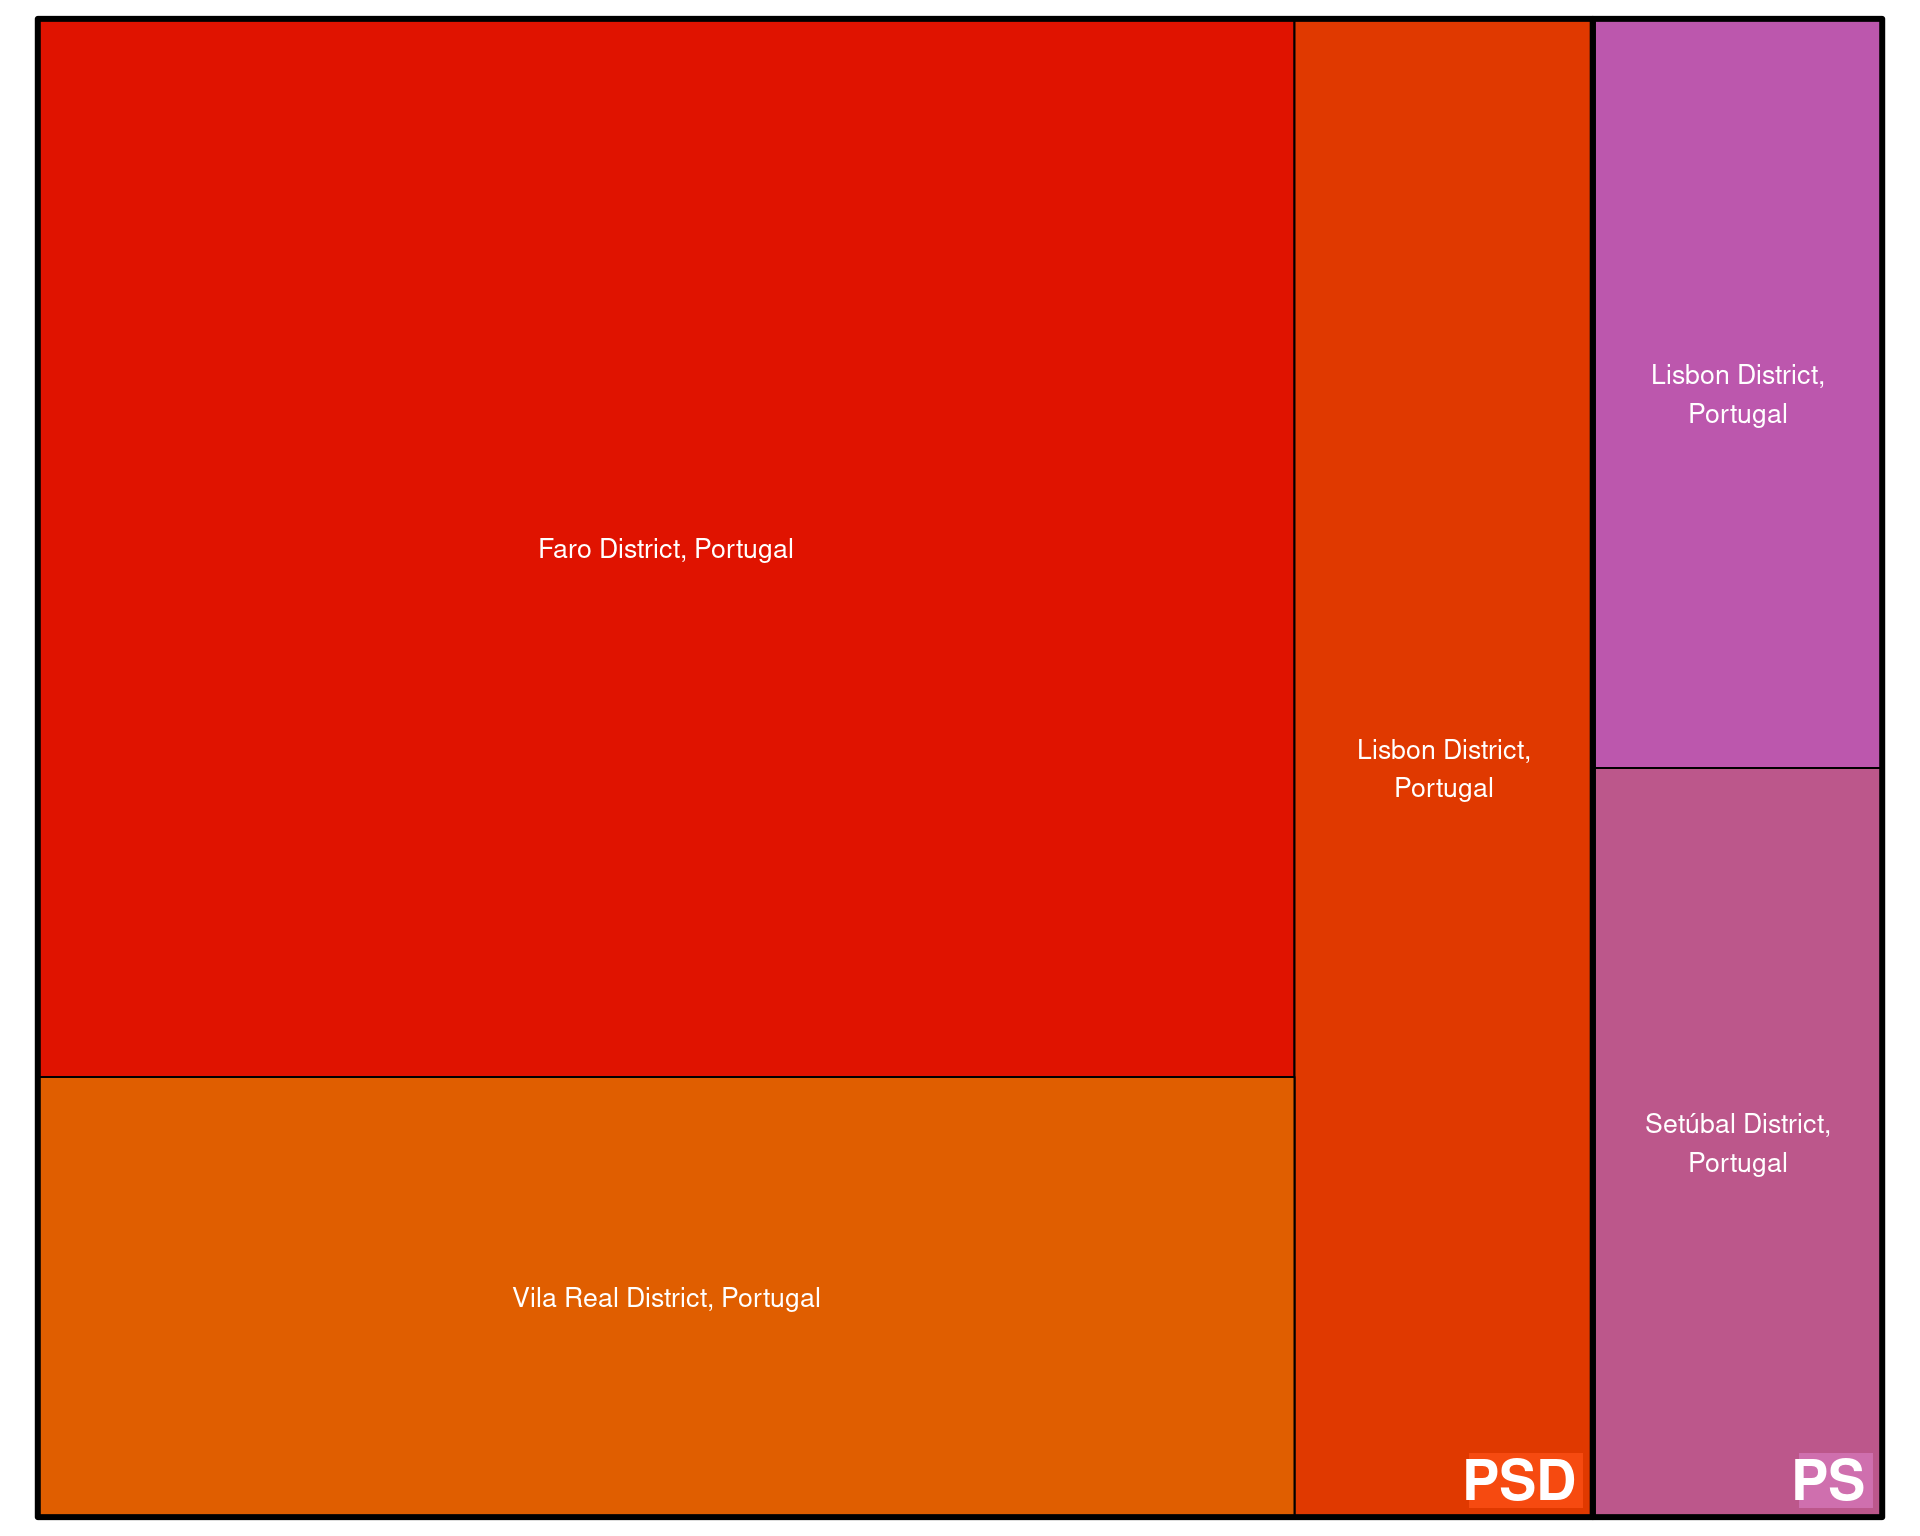 Faro District, Portugal
Vila Real District, Portugal
Lisbon District,
Portugal
PSD
Lisbon District,
Portugal
Setúbal District,
Portugal
PS